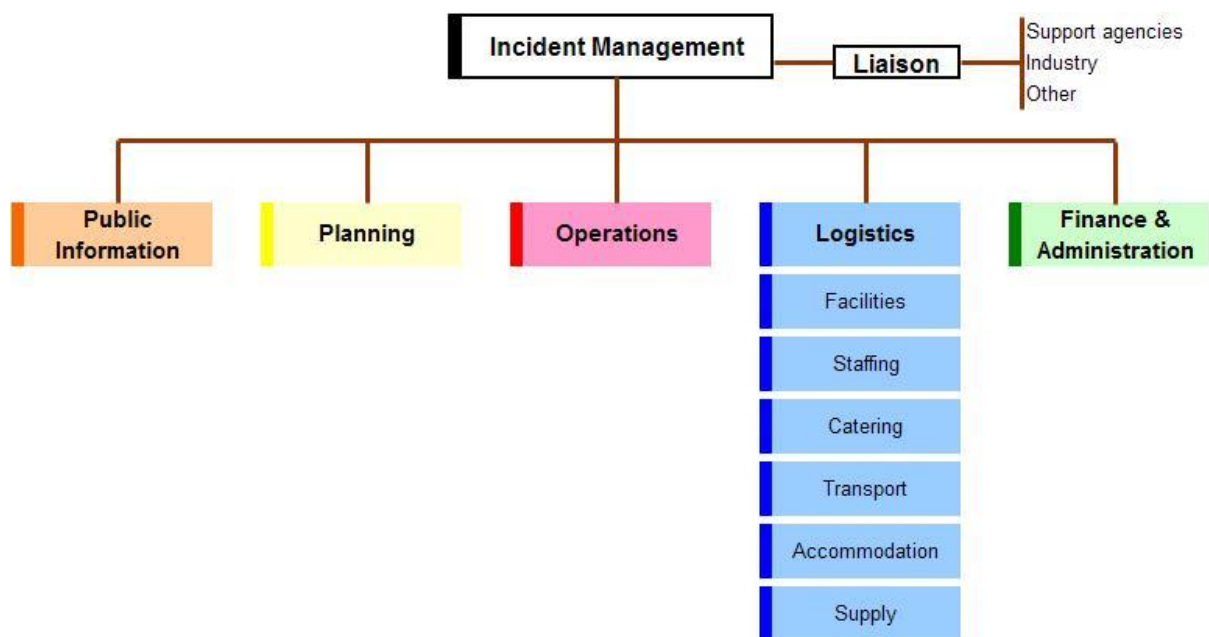 Incident Management
Liaison
Support agencies
Industry
Other
Public
Information
Planning
Operations
Logistics
Finance &
Administration
Facilities
Staffing
Catering
Transport
Accommodation
Supply